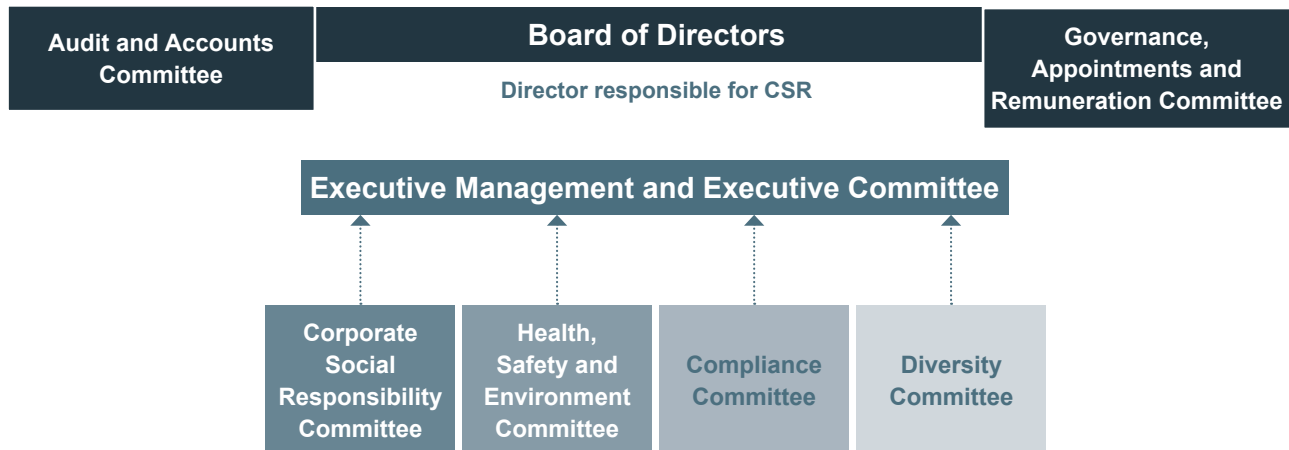 Audit and Accounts
Committee
Board of Directors
Director responsible for CSR
Governance,
Appointments and
Remuneration Committee
Executive Management and Executive Committee
Corporate
Social
Responsibility
Committee
Health,
Safety and
Environment
Committee
Compliance
Committee
Diversity
Committee